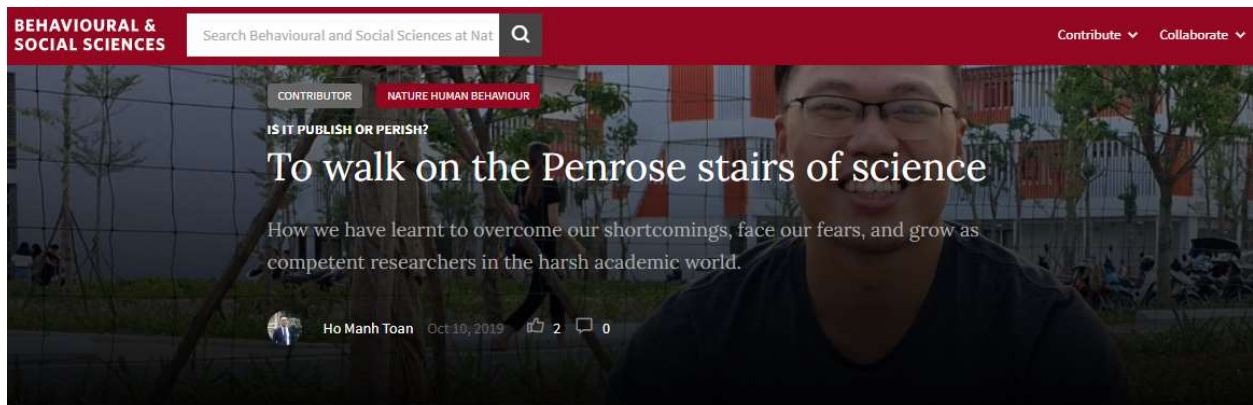 BEHAVIOURAL &
SOCIAL SCIENCES
Search Behavioural and Social Sciences at Nat
Contribute
Collaborate
CONTRIBUTOR
NATURE HUMAN BEHAVIOUR
IS IT PUBLISH OR PERISH?
To walk on the Penrose stairs of science
How we have learnt to overcome our shortcomings, face our fears, and grow as
competent researchers in the harsh academic world.
Ho Manh Toan Oct 10, 2019 2 0